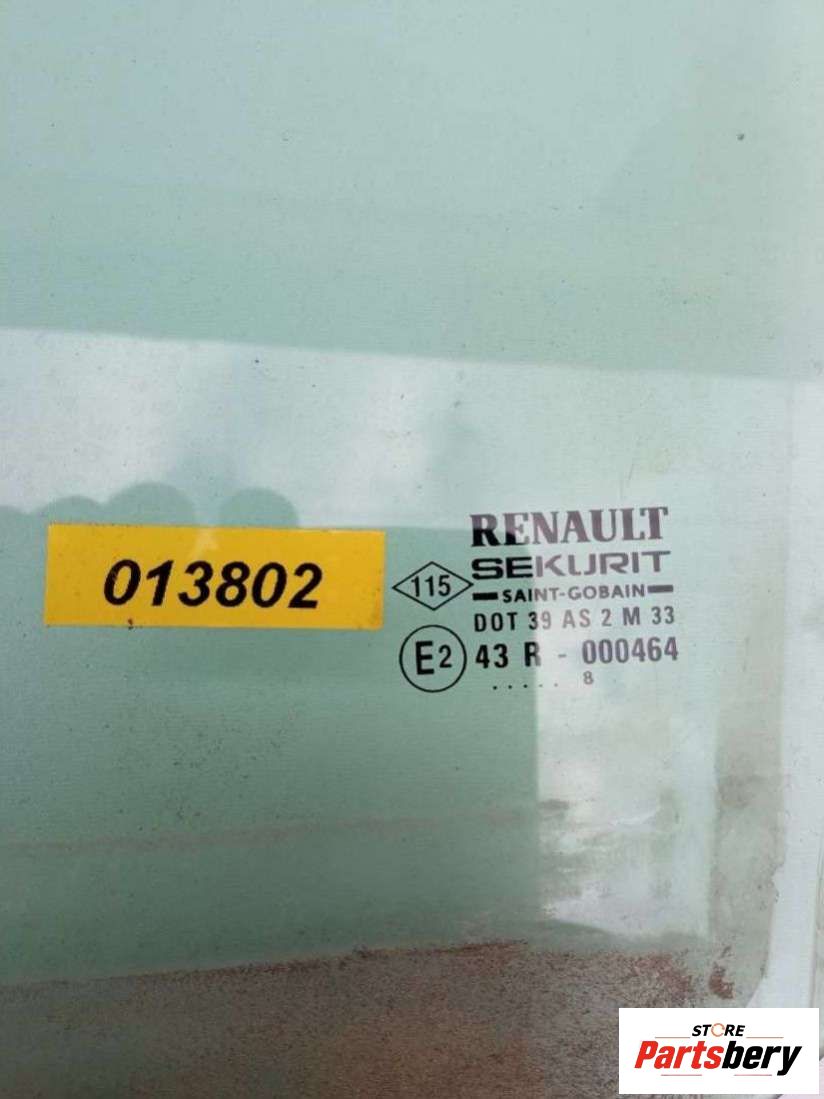 013802
RENAULT
115
SEKURIT
SAINT-GOBAIN
DOT 39 AS 2 M 33
E2 43 R - 000464
..... 8
STORE
Partsbery